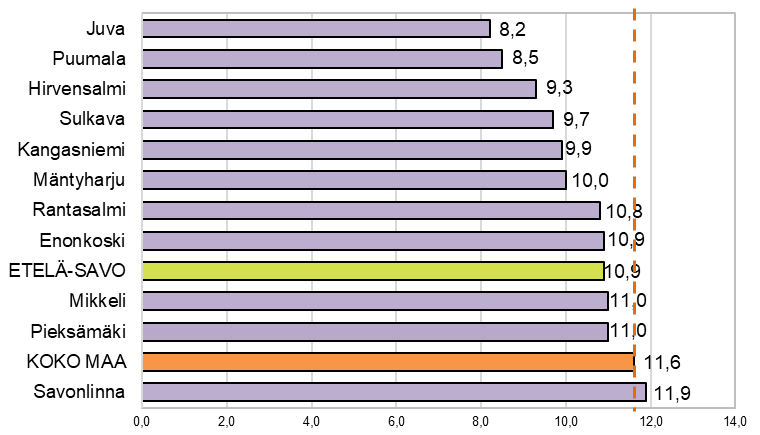 Juva 8,2
Puumala 8,5
Hirvensalmi 9,3
Sulkava 9,7
Kangasniemi 9,9
Mäntyharju 10,0
Rantasalmi 10,8
Enonkoski 10,9
ETELÄ-SAVO 10,9
Mikkeli 11,0
Pieksämäki 11,0
KOKO MAA 11,6
Savonlinna 11,9
0,0 2,0 4,0 6,0 8,0 10,0 12,0 14,0